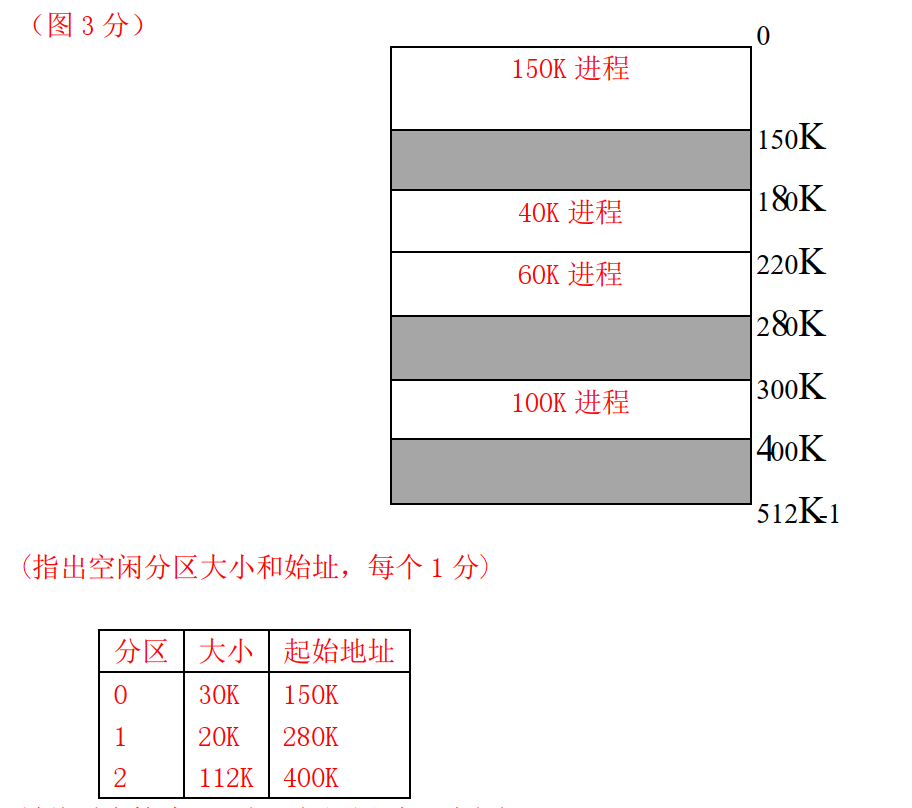 （图 3 分）
0
150K 进程
150K
180K
40K 进程
220K
60K 进程
280K
300K
100K 进程
400K
512K-1
(指出空闲分区大小和始址，每个 1 分)
分区 大小 起始地址
0 30K 150K
1 20K 280K
2 112K 400K